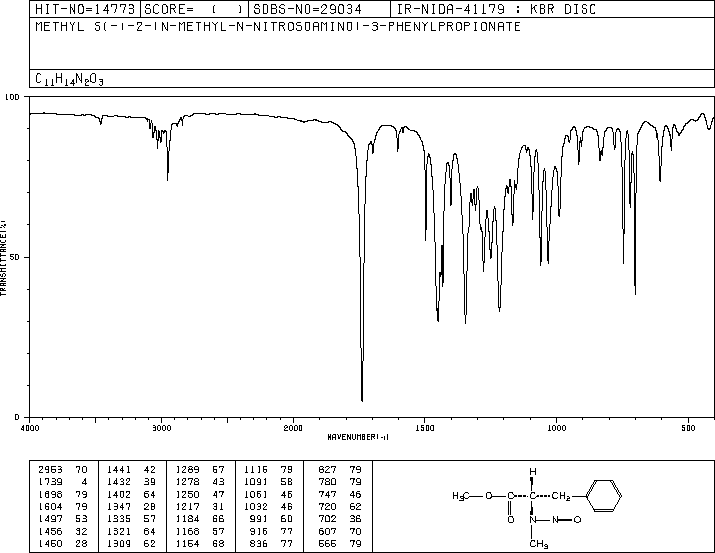 HIT-NO=14773 SCORE= ( ) SDBS-NO=29034 IR-NIDA-41179 : KBR DISC
METHYL S(-)-2-(N-METHYL-N-NITROSOAMINO)-3-PHENYLPROPIONATE
C11H14N2O3
100
TRANSMITTANCE(%)
50
0
4000 3000 2000 1500 1000 500
WAVENUMBER(-1)
2953 70 1441 42 1289 67 1116 79 827 79
1739 4 1432 39 1278 43 1091 58 780 79
1698 79 1402 64 1250 47 1061 46 747 46
1604 79 1347 28 1217 31 1032 46 720 62
1497 53 1335 57 1184 66 991 60 702 36
1456 32 1321 64 1168 57 916 77 607 70
1450 28 1309 62 1154 68 836 77 566 79
H
H3C O C C CH2
O N N O
CH3